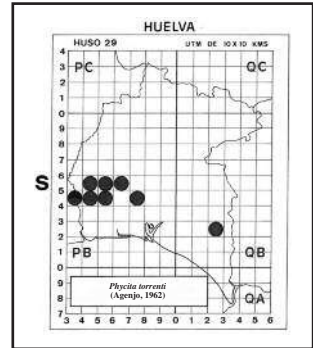 HUELVA
HUSO 29 UTM DE 10 X 10 KMS
4
PC QC
3
2
1
0
9
8
7
6
S
5
4
3
2
PB QB
1
0
Phycita torrenti
(Agenjo, 1962)
9
QA
8
7
3 4 5 6 7 8 9 0 1 2 3 4 5 6